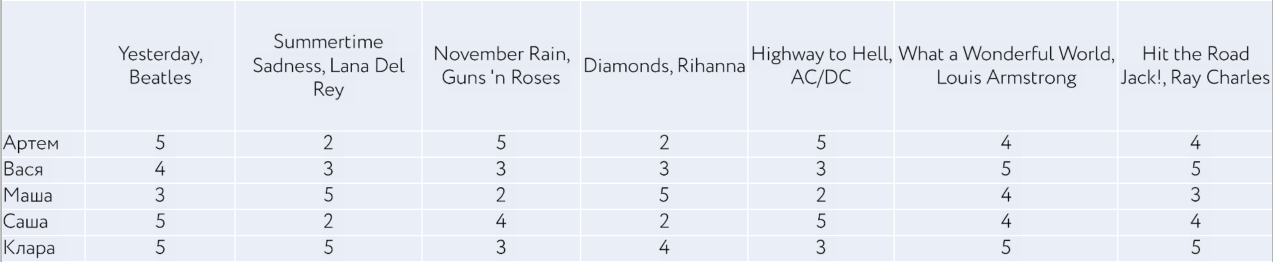 Yesterday, Beatles
Summertime Sadness, Lana Del Rey
November Rain, Guns 'n Roses
Diamonds, Rihanna
Highway to Hell, AC/DC
What a Wonderful World, Louis Armstrong
Hit the Road Jack!, Ray Charles
Артем 5 2 5 2 5 4 4
Вася 4 3 3 3 3 5 5
Маша 3 5 2 5 2 4 3
Саша 5 2 4 2 5 4 4
Клара 5 5 3 4 3 5 5